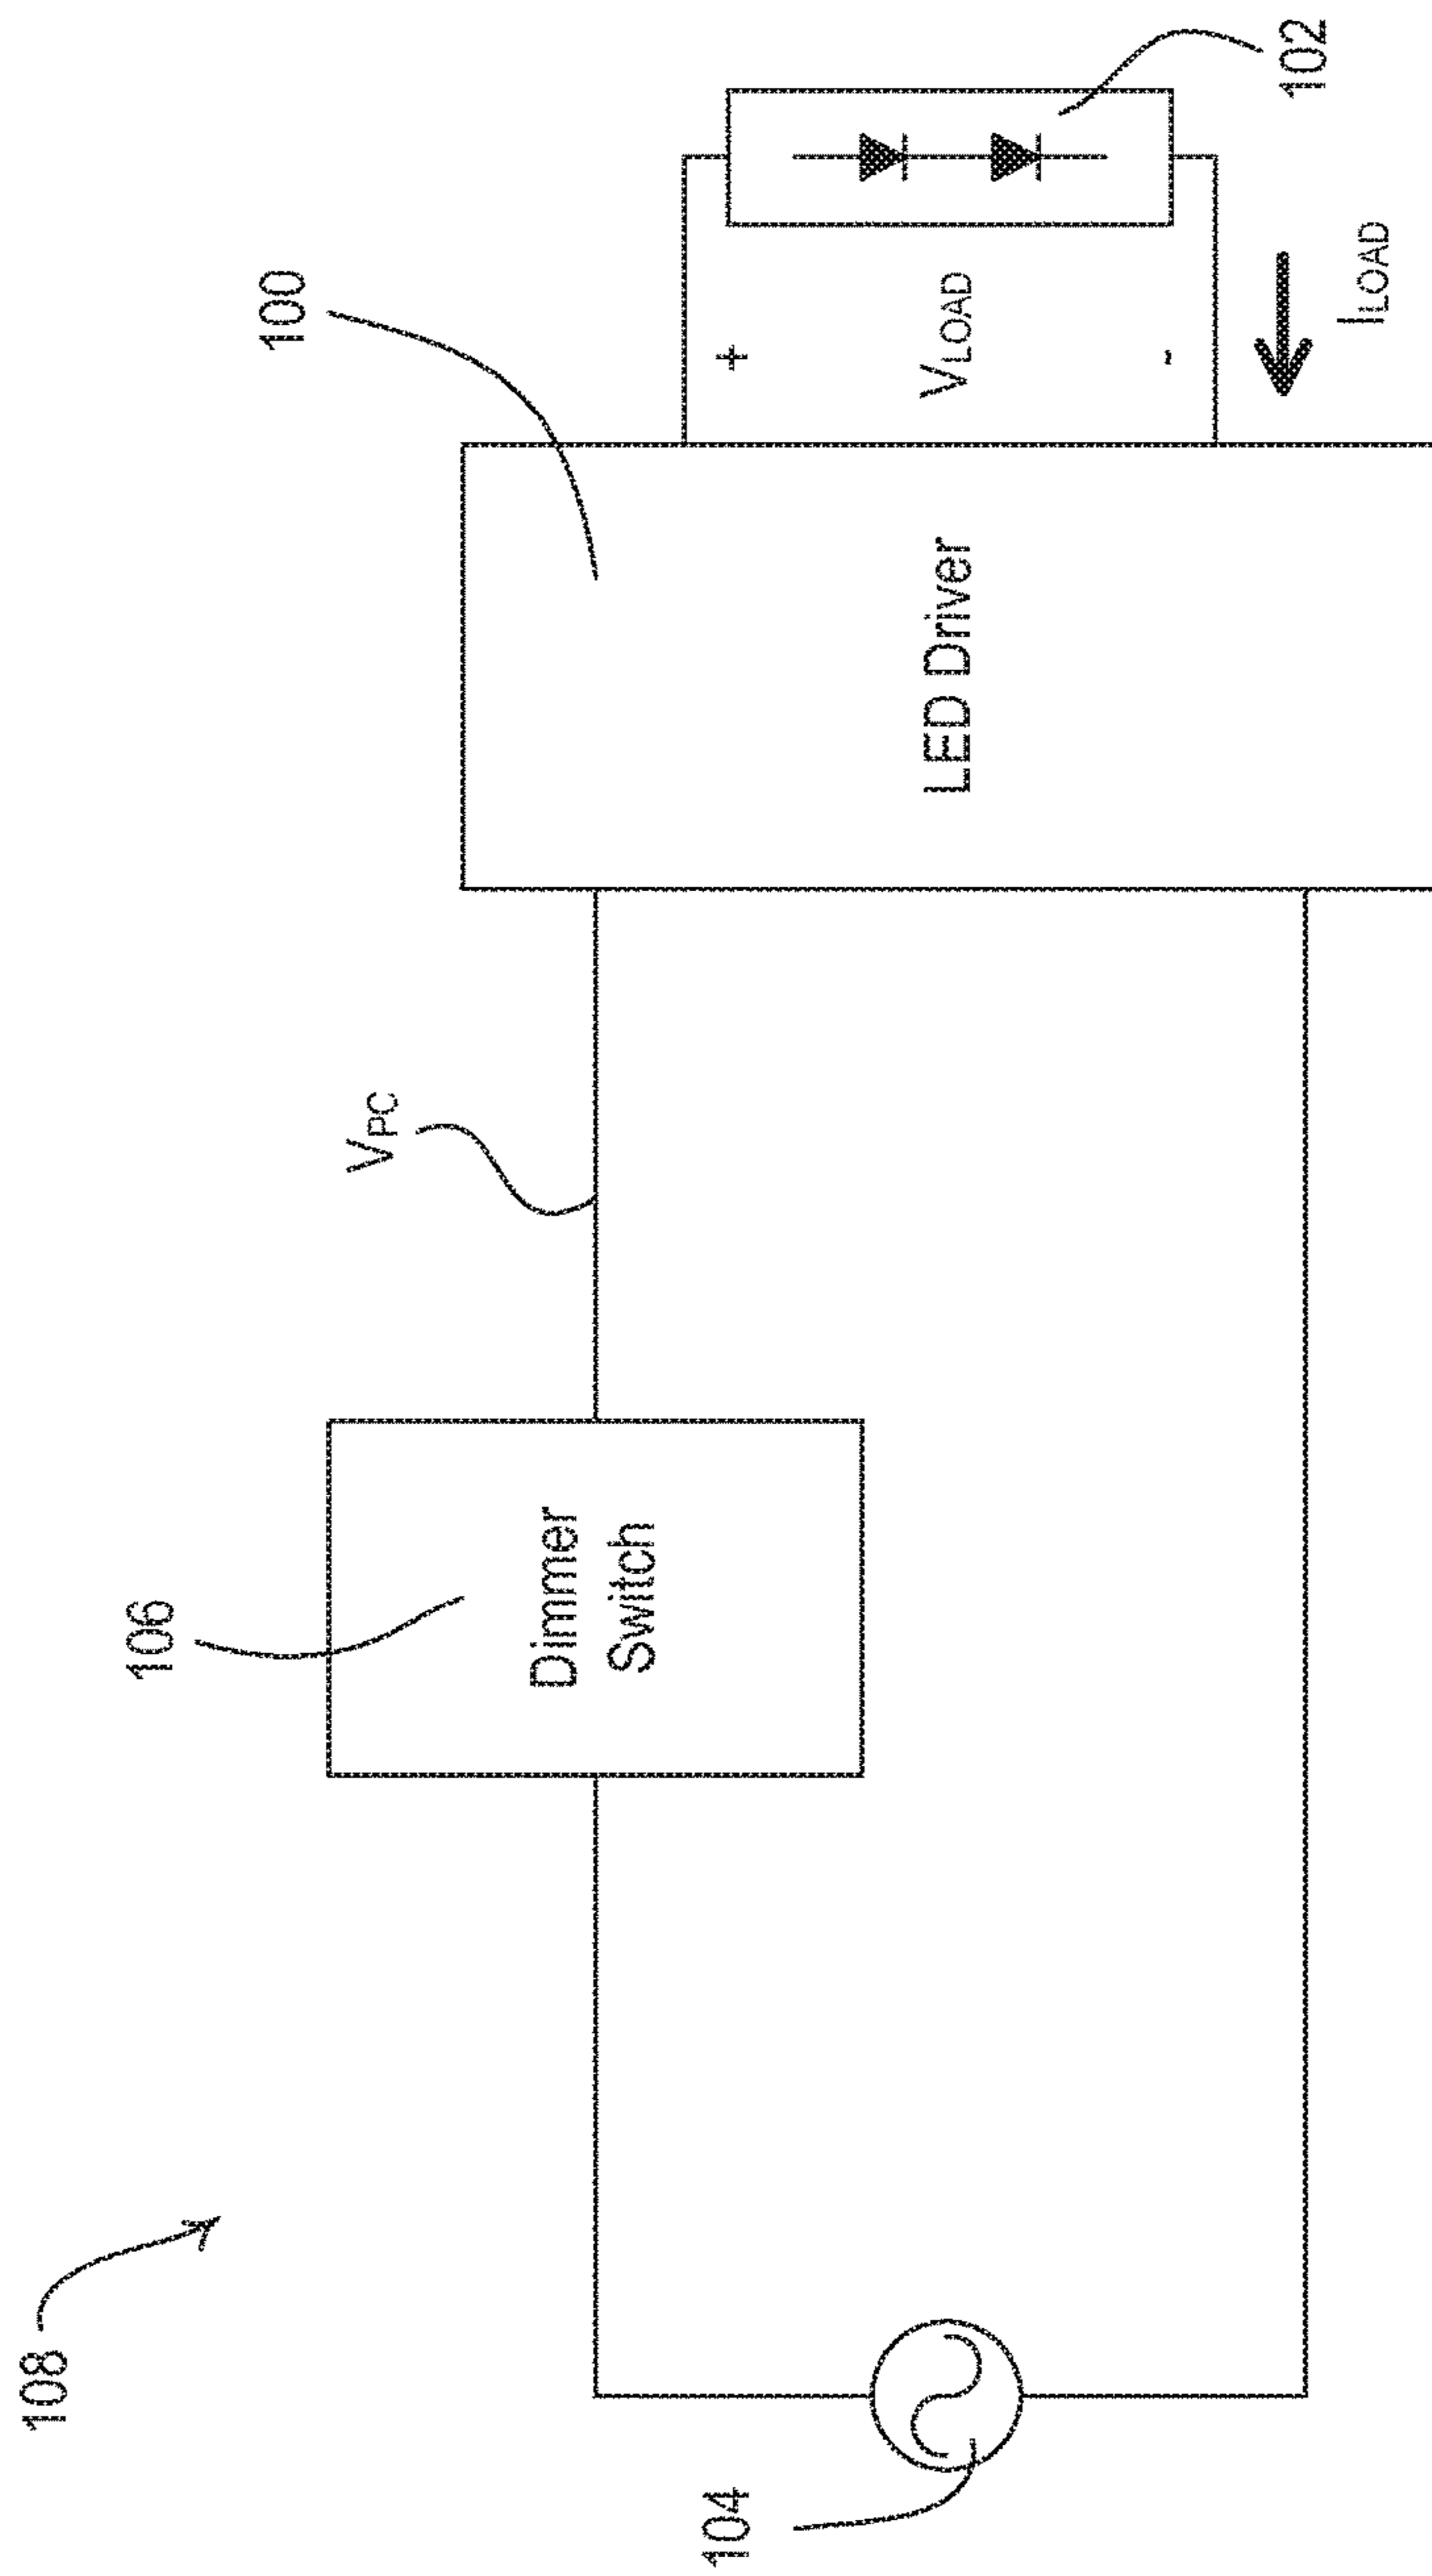 108
104
106
Dimmer
Switch
VPC
100
LED Driver
+
VLOAD
-
ILOAD
102